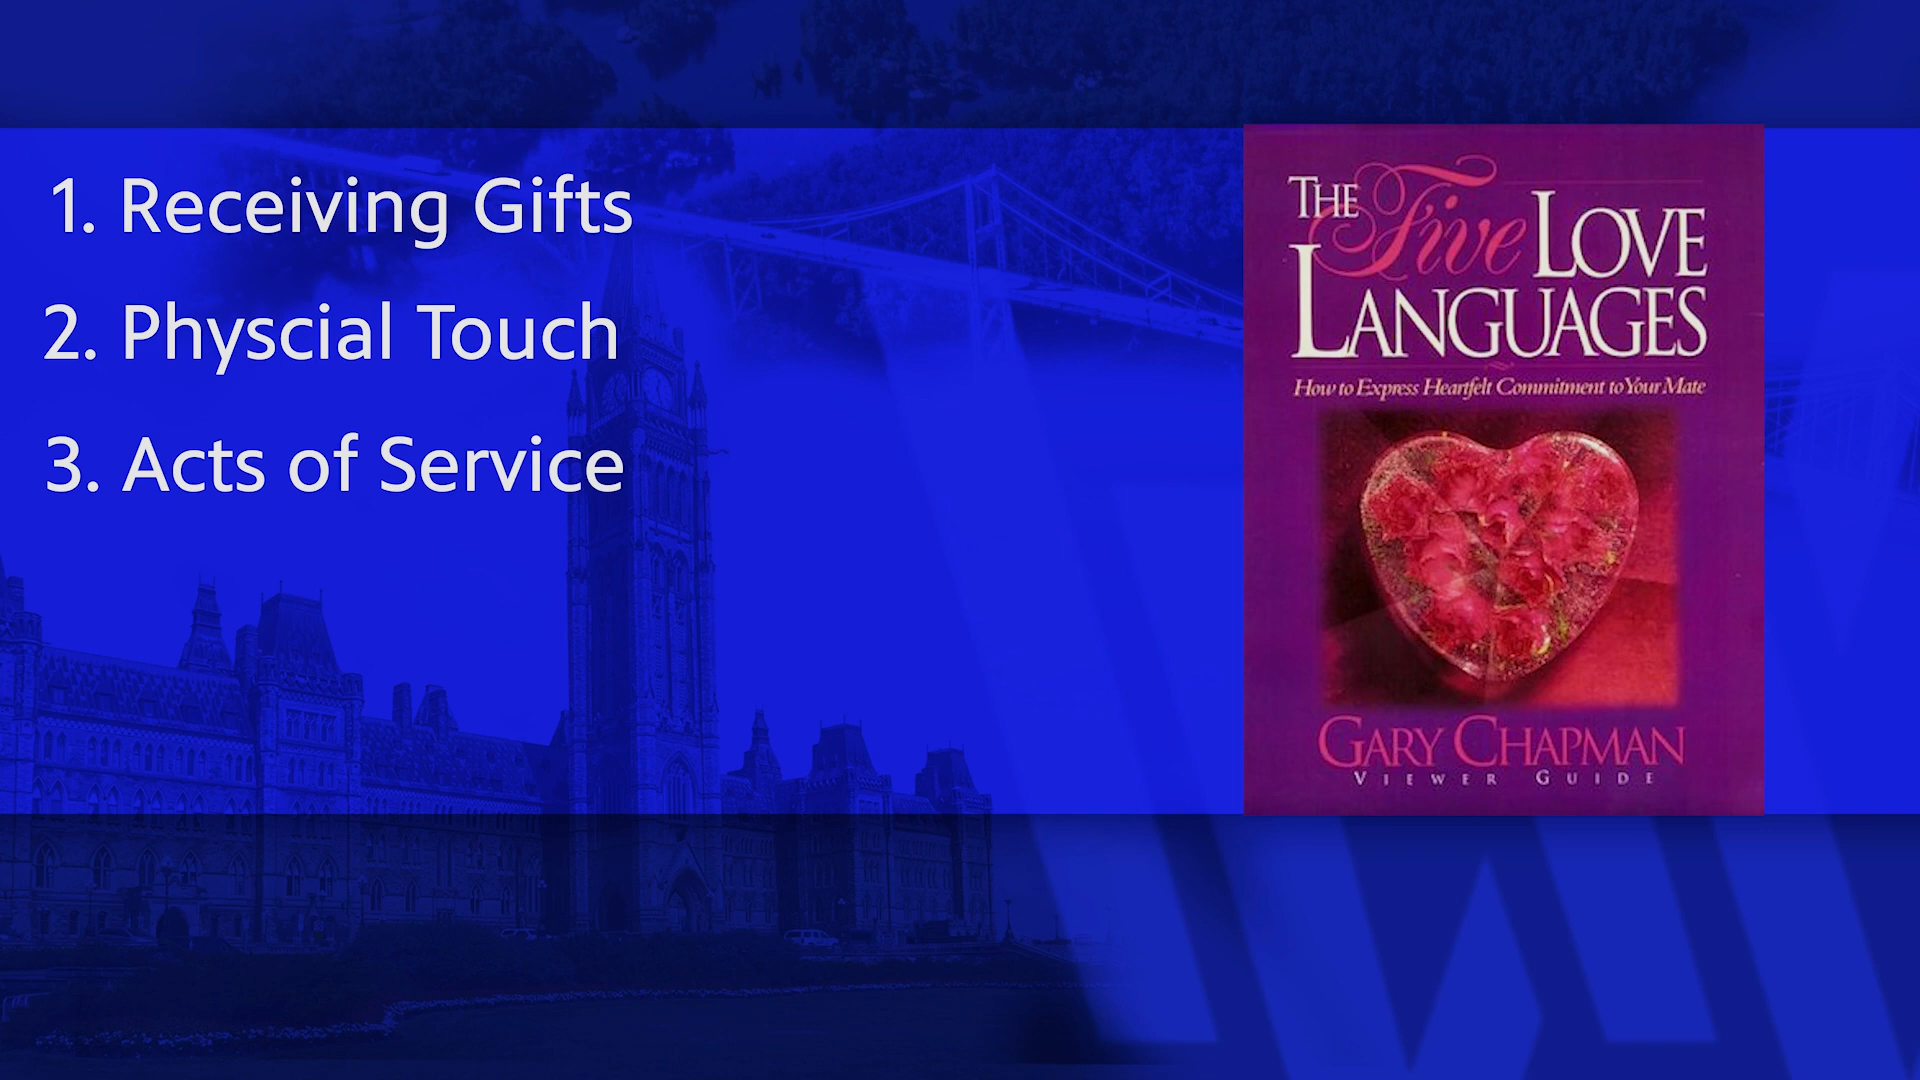 1. Receiving Gifts
2. Physcial Touch
3. Acts of Service
THE Five LOVE
LANGUAGES
How to Express Heartfelt Commitment to Your Mate
GARY CHAPMAN
VIEWER GUIDE